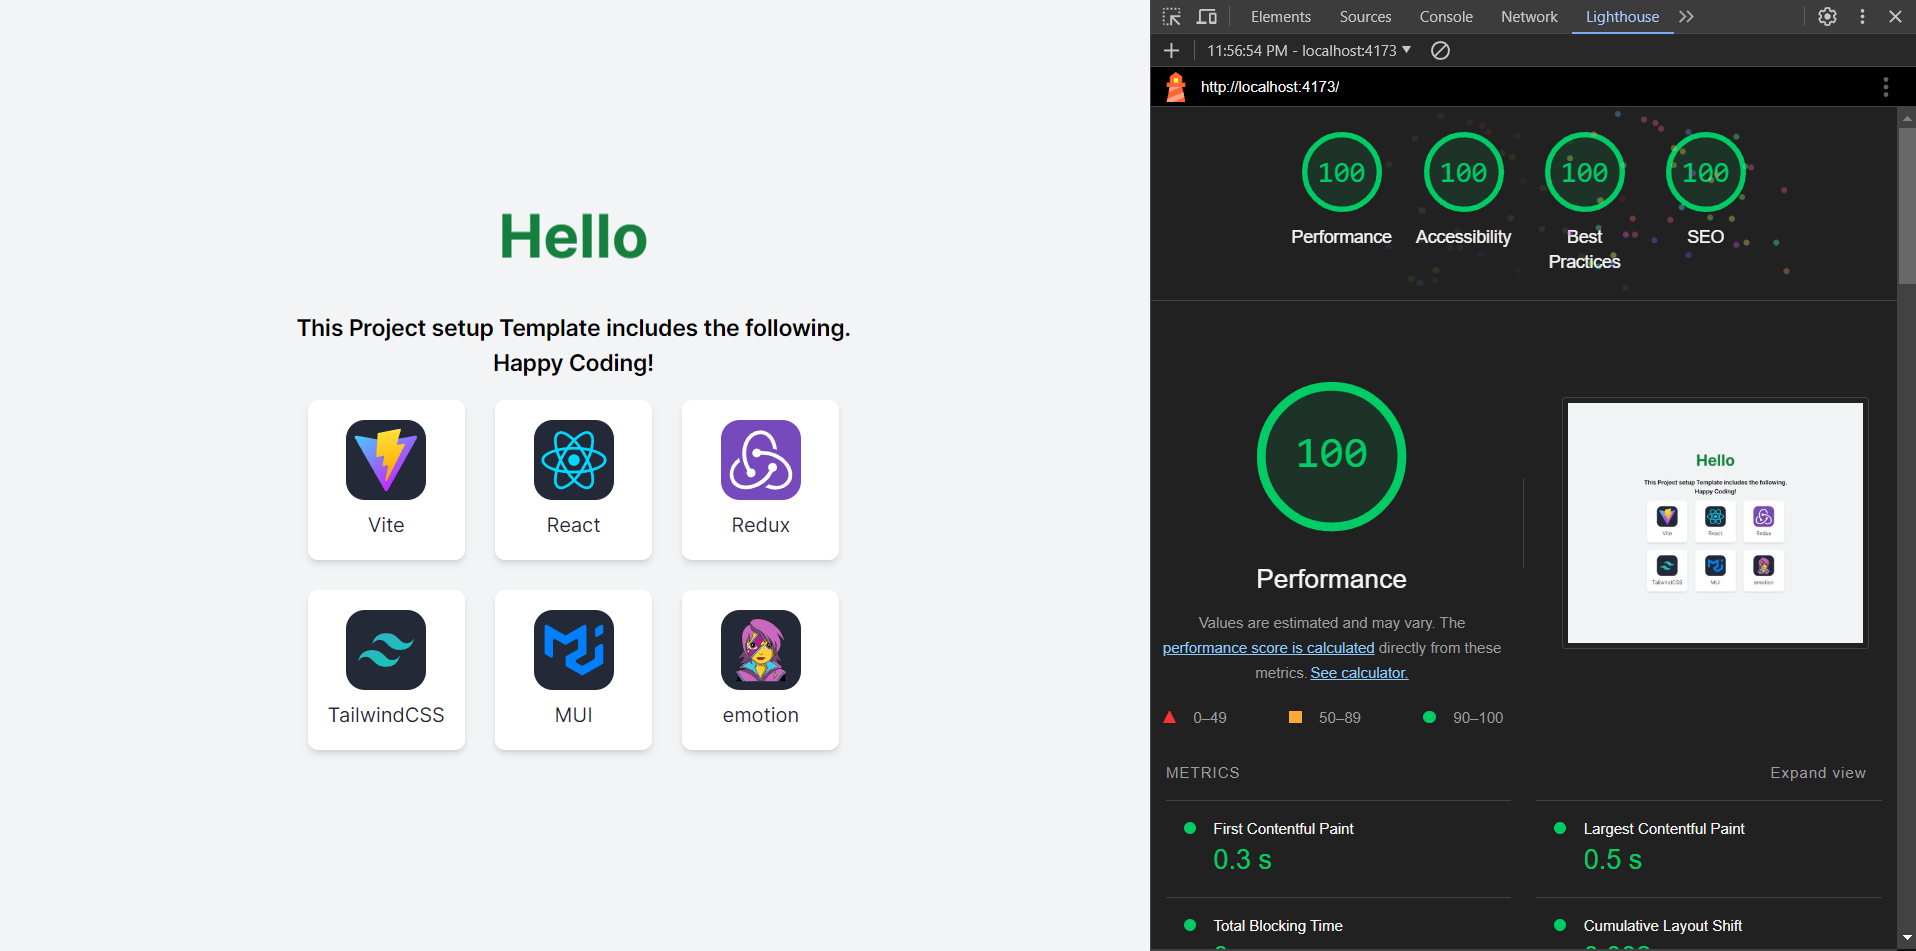 Hello
This Project setup Template includes the following.
Happy Coding!
Vite
React
Redux
TailwindCSS
MUI
emotion
Elements Sources Console Network Lighthouse
11:56:54 PM - localhost:4173
http://localhost:4173/
100 100 100 100
Performance Accessibility Best Practices SEO
100
Performance
Values are estimated and may vary. The
performance score is calculated directly from these
metrics. See calculator.
0–49 50–89 90–100
Hello
This Project setup Template includes the following.
Happy Coding!
Vite React Redux
TailwindCSS MUI emotion
METRICS Expand view
First Contentful Paint
0.3 s
Largest Contentful Paint
0.5 s
Total Blocking Time
Cumulative Layout Shift